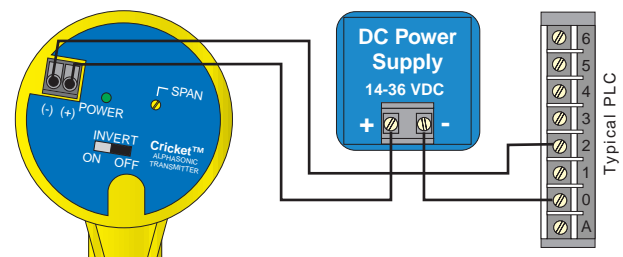 (-) (+)
POWER
SPAN
INVERT
ON OFF
Cricket™
ALPHASONIC
TRANSMITTER
DC Power
Supply
14-36 VDC
+ -
6
5
4
3
2
1
0
A
Typical PLC